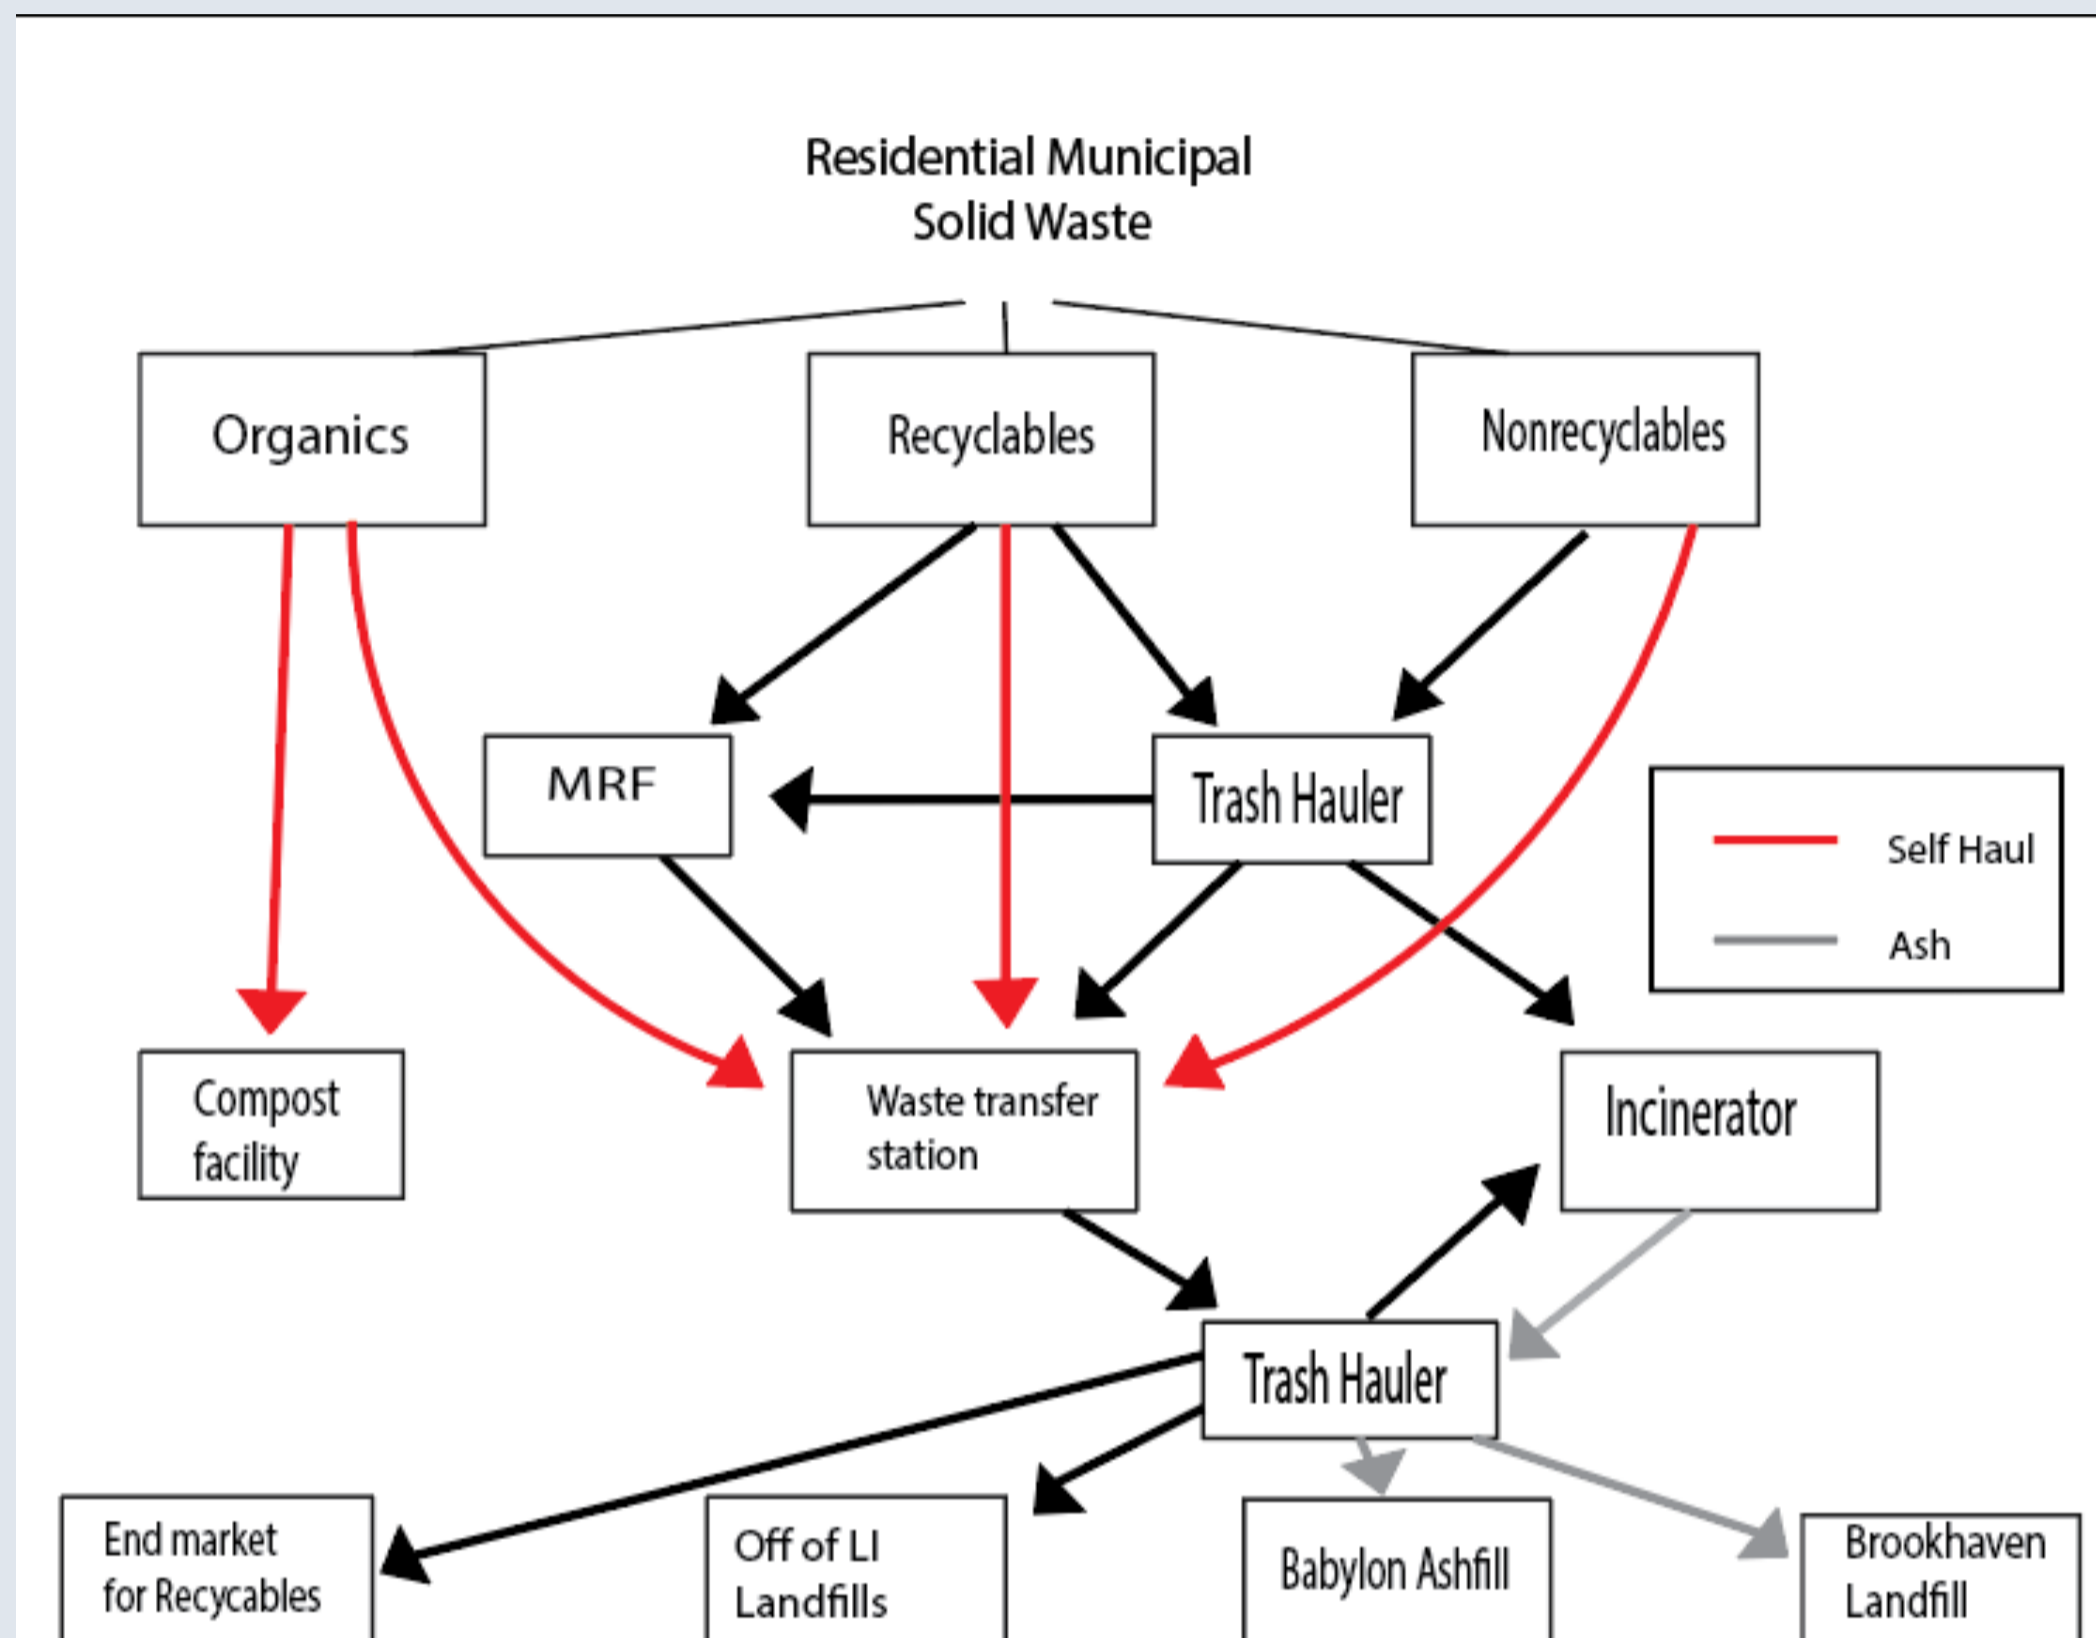 Residential Municipal
Solid Waste
Organics
Recyclables
Nonrecyclables
MRF
Trash Hauler
Self Haul
Ash
Compost
facility
Waste transfer
station
Incinerator
Trash Hauler
End market
for Recycables
Off of LI
Landfills
Babylon Ashfill
Brookhaven
Landfill